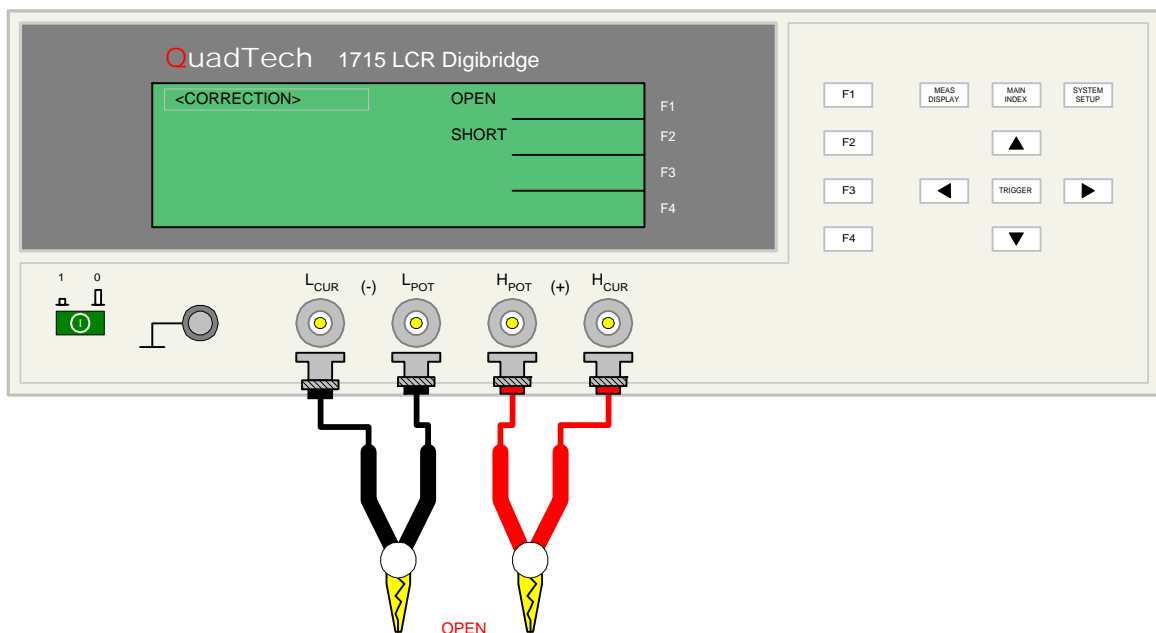 QuadTech 1715 LCR Digibridge
<CORRECTION> OPEN F1
SHORT F2
F3
F4
F1 MEAS DISPLAY MAIN INDEX SYSTEM SETUP
F2
F3 TRIGGER
F4
1 0
I
LCUR (-) LPOT HPOT (+) HCUR
OPEN